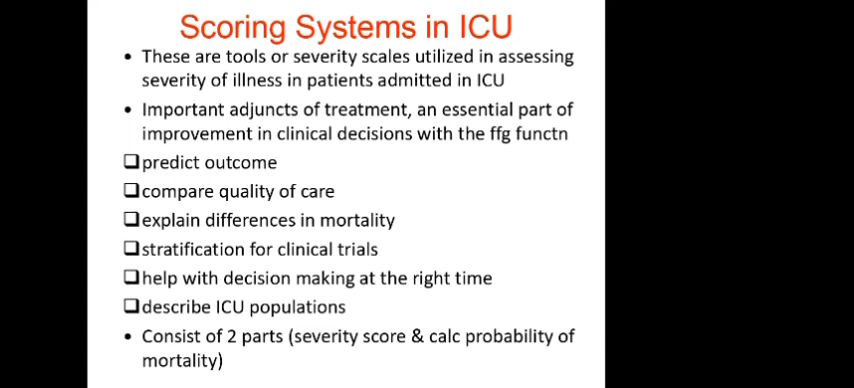 Scoring Systems in ICU
• These are tools or severity scales utilized in assessing
severity of illness in patients admitted in ICU
• Important adjuncts of treatment, an essential part of
improvement in clinical decisions with the ffg functn
❑predict outcome
❑compare quality of care
❑explain differences in mortality
❑stratification for clinical trials
❑help with decision making at the right time
❑describe ICU populations
• Consist of 2 parts (severity score & calc probability of
mortality)